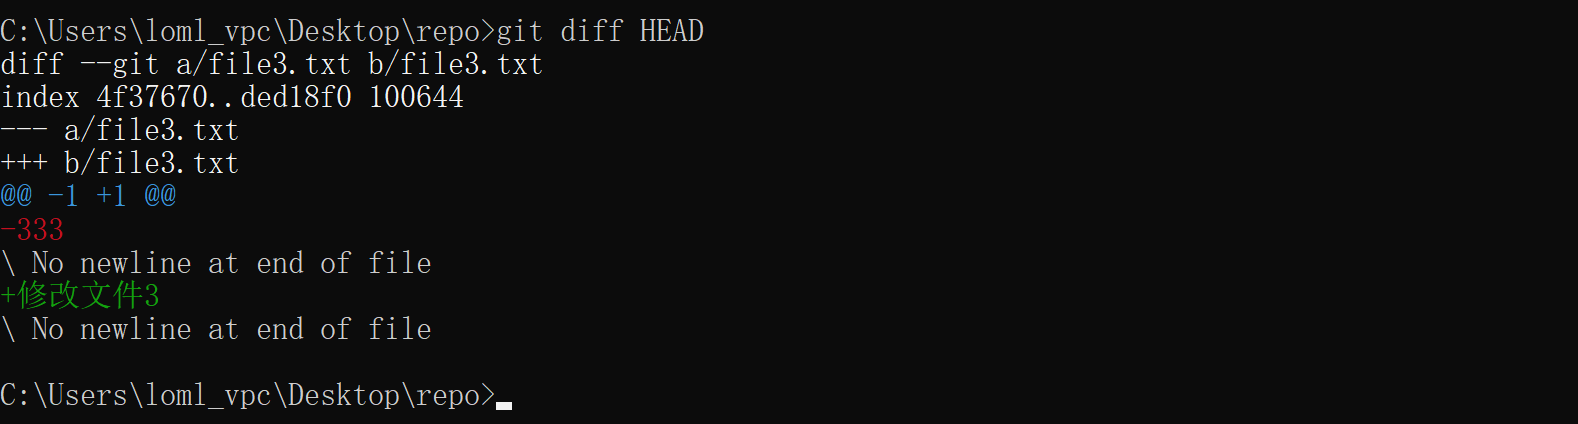 C:\Users\loml_vpc\Desktop\repo>git diff HEAD
diff --git a/file3.txt b/file3.txt
index 4f37670..ded18f0 100644
--- a/file3.txt
+++ b/file3.txt
@@ -1 +1 @@
-333
\ No newline at end of file
+修改文件3
\ No newline at end of file
C:\Users\loml_vpc\Desktop\repo>